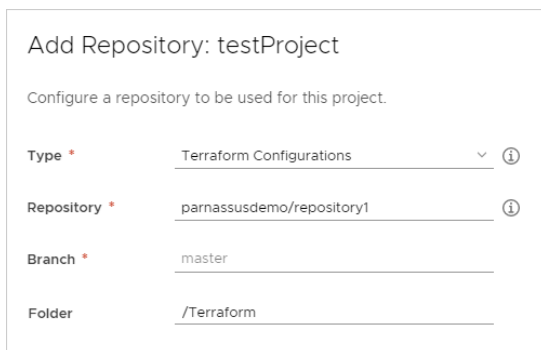 Add Repository: testProject
Configure a repository to be used for this project.
Type * Terraform Configurations
Repository * parnassusdemo/repository1
Branch * master
Folder /Terraform